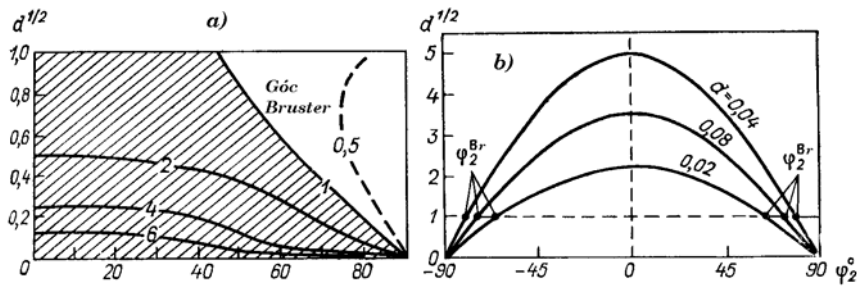 d^1/2
a)
1,0
0,8
0,6
0,4
0,2
0
20
40
60
80
Góc
Bruster
0,5
1
2
4
6
d^1/2
b)
5
4
3
2
1
0
-90
-45
0
45
90
φ₂°
d=0,04
0,08
0,02
φ₂^Br
φ₂^Br